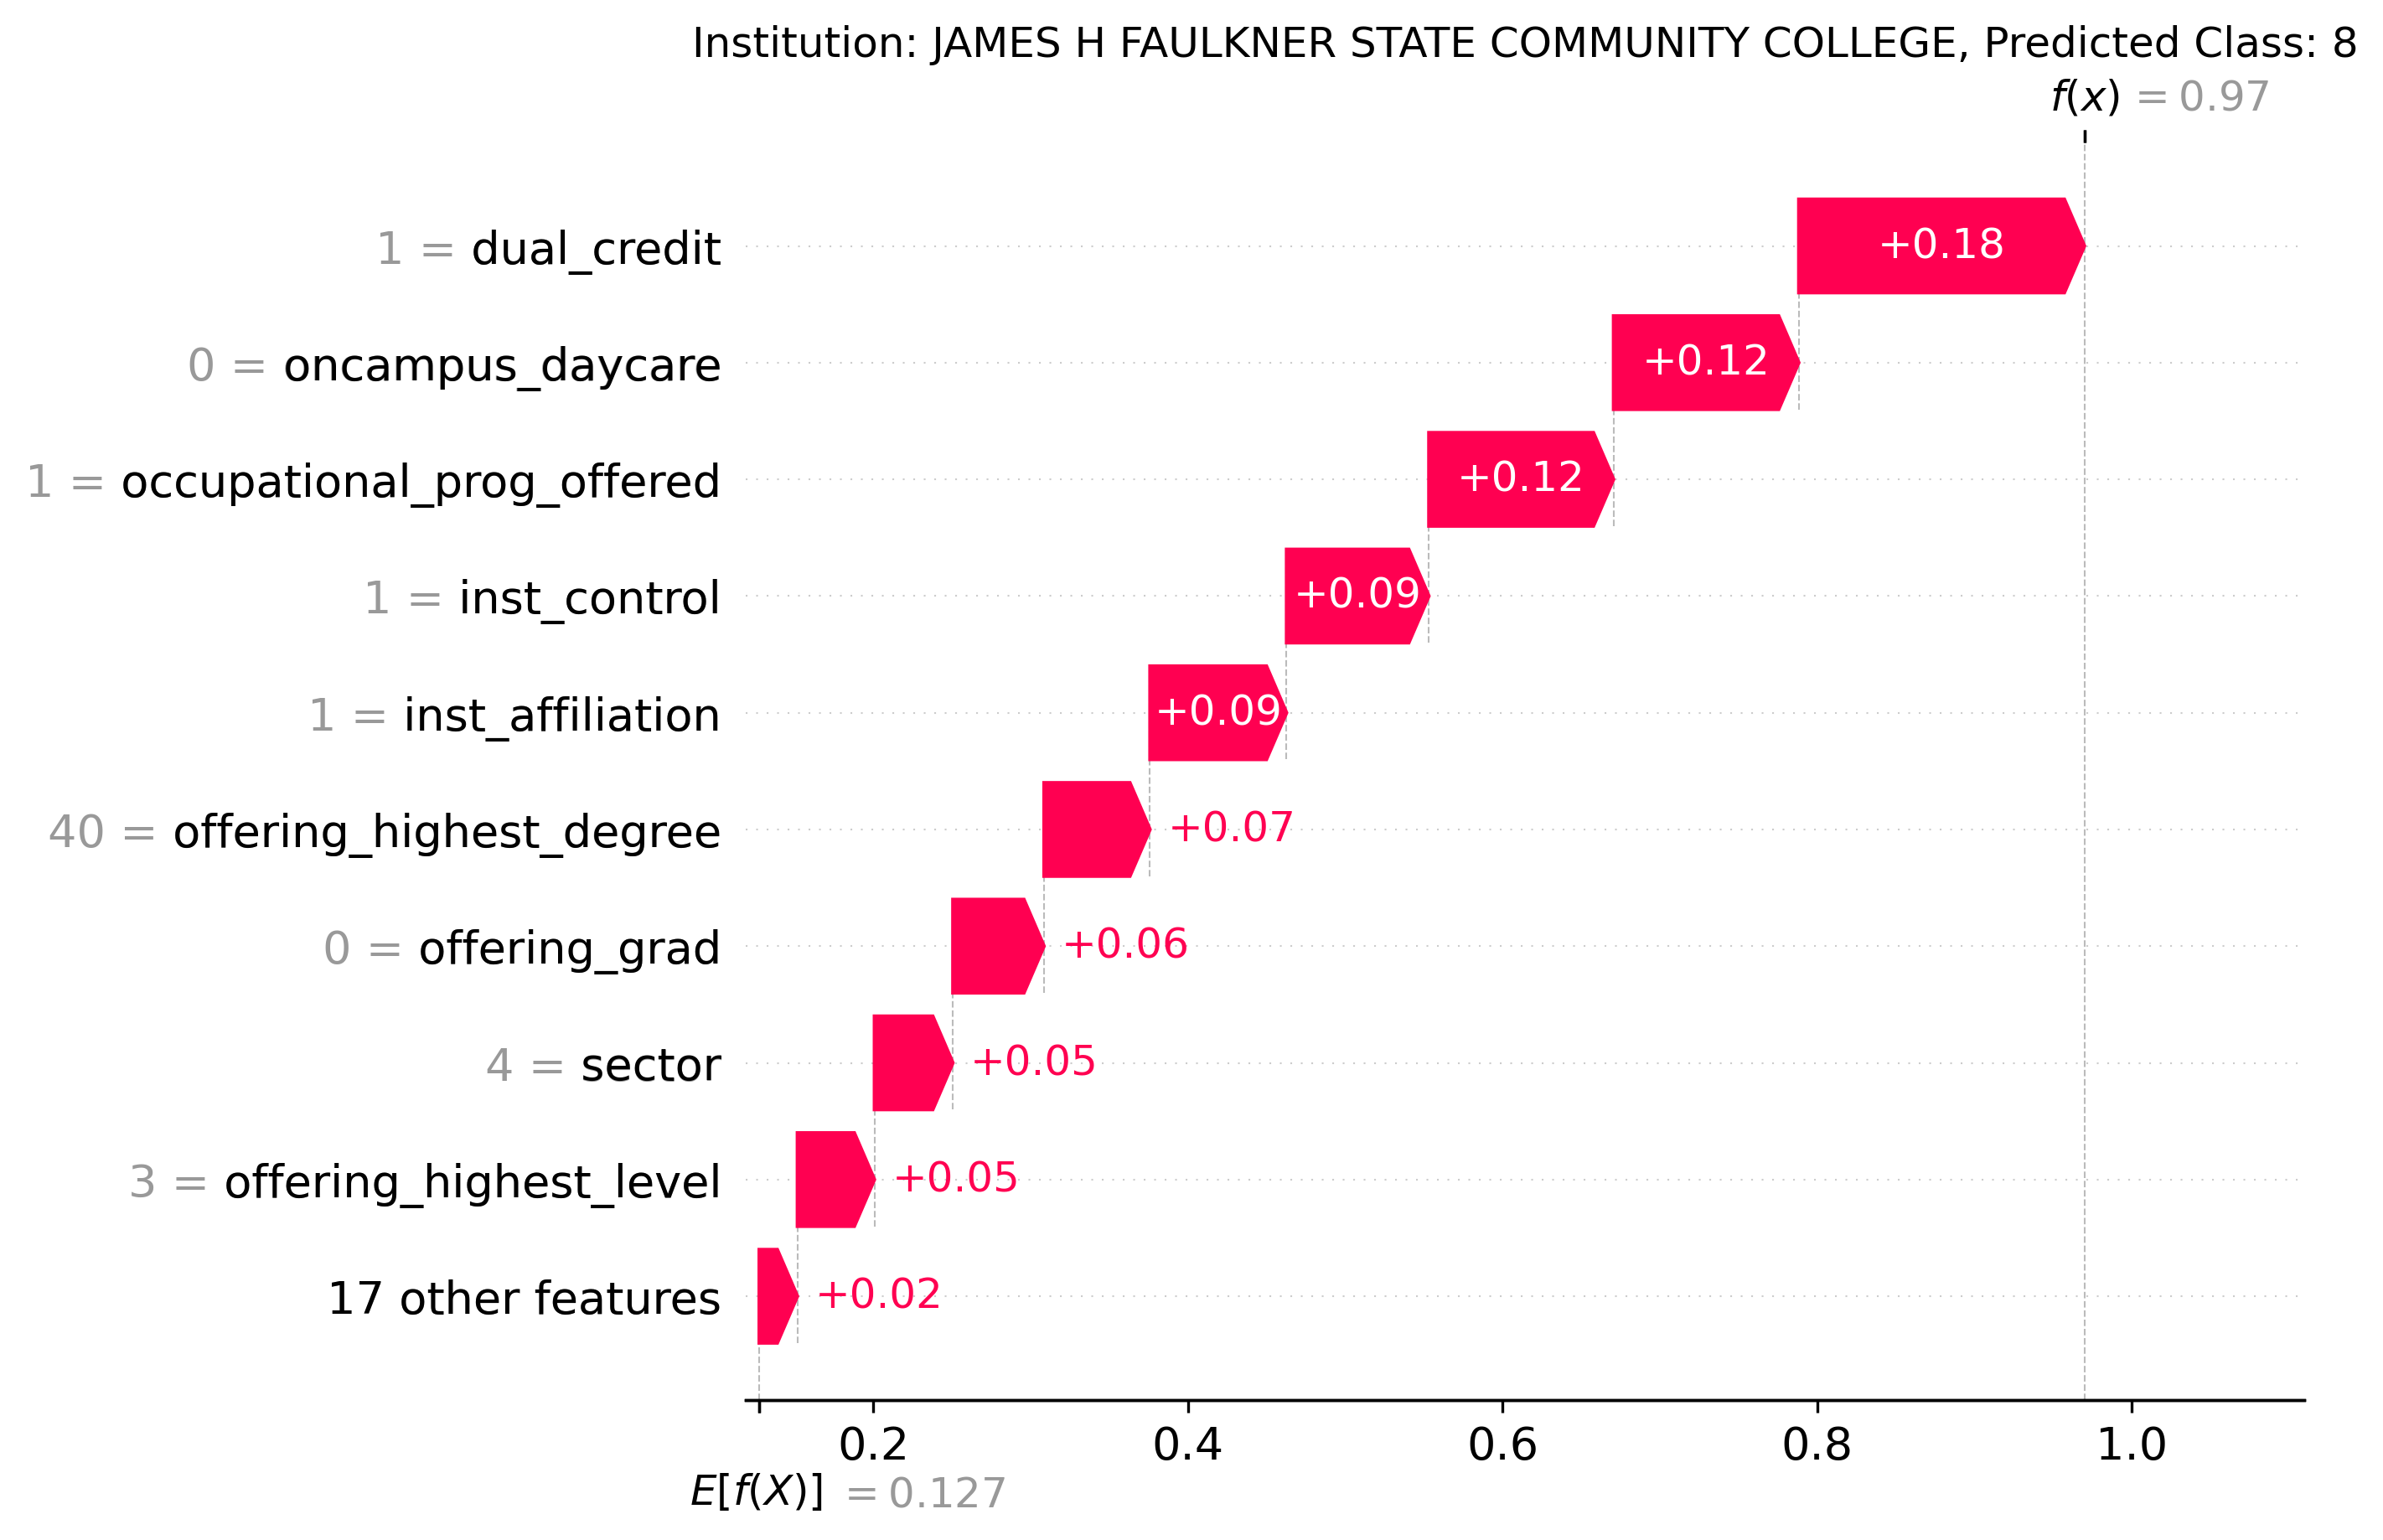 Institution: JAMES H FAULKNER STATE COMMUNITY COLLEGE, Predicted Class: 8
f(x) = 0.97
1 = dual_credit +0.18
0 = oncampus_daycare +0.12
1 = occupational_prog_offered +0.12
1 = inst_control +0.09
1 = inst_affiliation +0.09
40 = offering_highest_degree +0.07
0 = offering_grad +0.06
4 = sector +0.05
3 = offering_highest_level +0.05
17 other features +0.02
0.2 0.4 0.6 0.8 1.0
E[f(X)] = 0.127